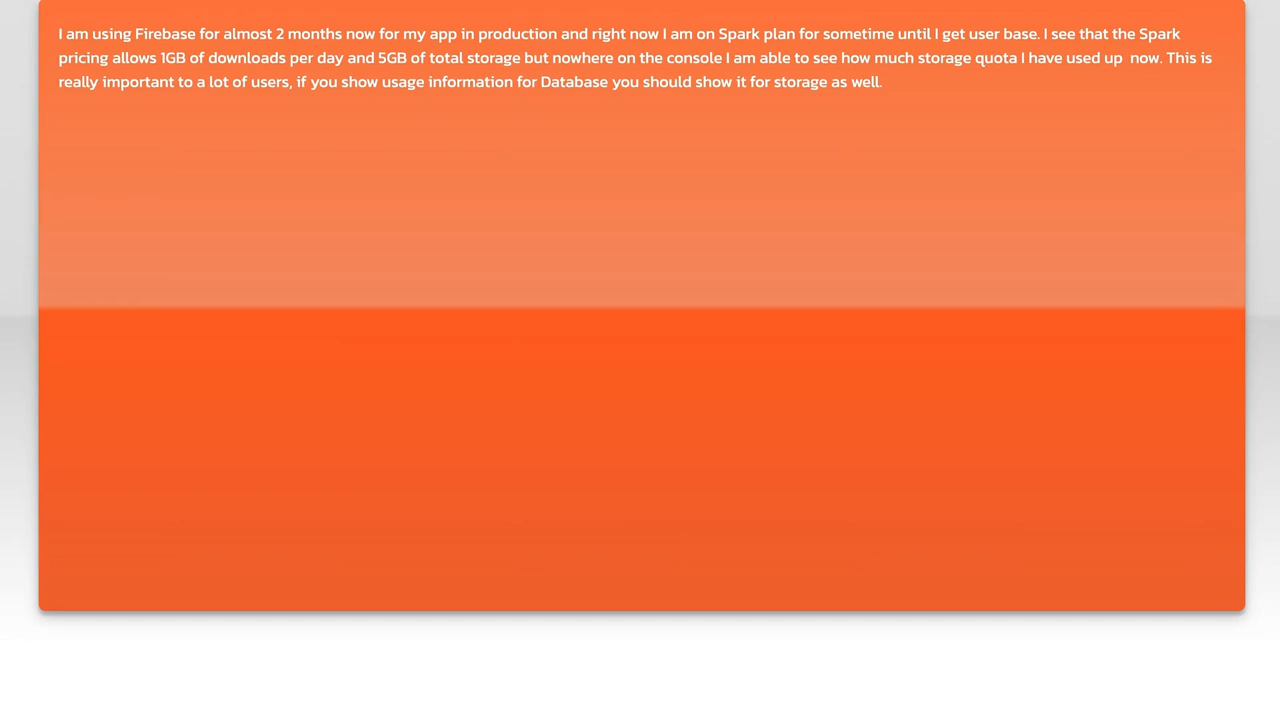 I am using Firebase for almost 2 months now for my app in production and right now I am on Spark plan for sometime until I get user base. I see that the Spark
pricing allows 1GB of downloads per day and 5GB of total storage but nowhere on the console I am able to see how much storage quota I have used up  now. This is
really important to a lot of users, if you show usage information for Database you should show it for storage as well.